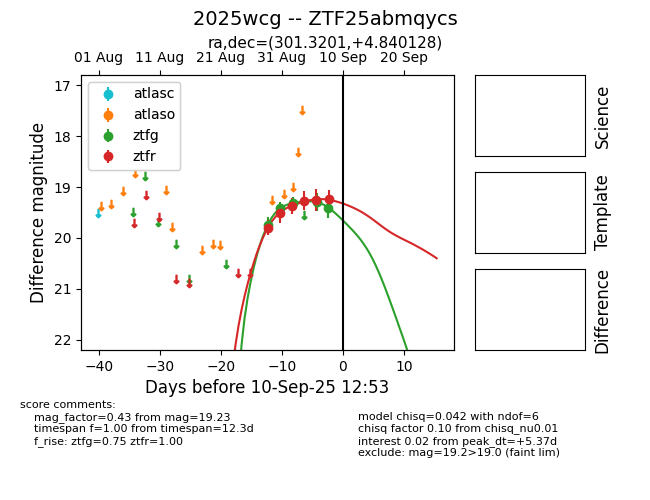 2025wcg -- ZTF25abmqycs
ra,dec=(301.3201,+4.840128)
01 Aug 11 Aug 21 Aug 31 Aug 10 Sep 20 Sep
17
18
19
20
21
22
Difference magnitude
atlasc
atlaso
ztfg
ztfr
−40 −30 −20 −10 0 10
Days before 10-Sep-25 12:53
Science
Template
Difference
score comments:
mag_factor=0.43 from mag=19.23
timespan f=1.00 from timespan=12.3d
f_rise: ztfg=0.75 ztfr=1.00
model chisq=0.042 with ndof=6
chisq factor 0.10 from chisq_nu0.01
interest 0.02 from peak_dt=+5.37d
exclude: mag=19.2>19.0 (faint lim)